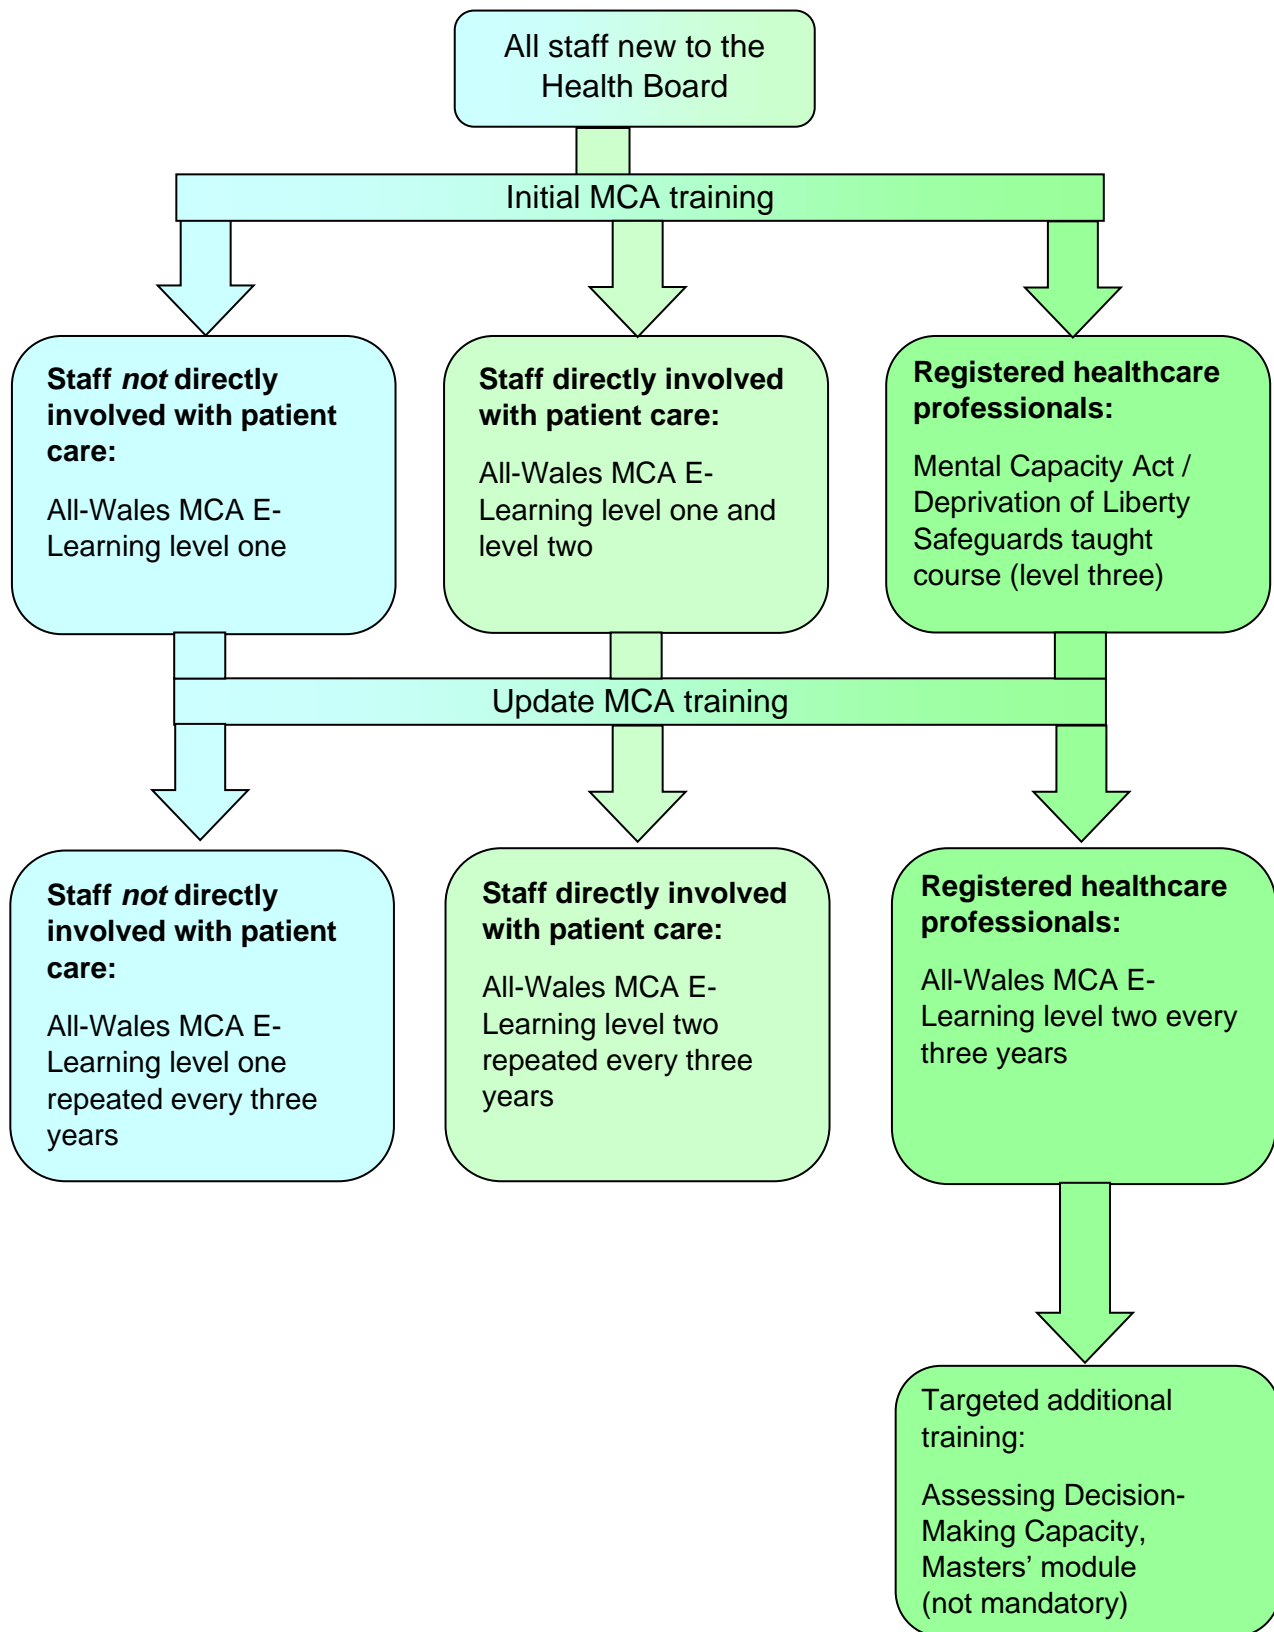 All staff new to the
Health Board
Initial MCA training
Staff not directly
involved with patient
care:
All-Wales MCA E-
Learning level one
Staff directly involved
with patient care:
All-Wales MCA E-
Learning level one and
level two
Registered healthcare
professionals:
Mental Capacity Act /
Deprivation of Liberty
Safeguards taught
course (level three)
Update MCA training
Staff not directly
involved with patient
care:
All-Wales MCA E-
Learning level one
repeated every three
years
Staff directly involved
with patient care:
All-Wales MCA E-
Learning level two
repeated every three
years
Registered healthcare
professionals:
All-Wales MCA E-
Learning level two every
three years
Targeted additional
training:
Assessing Decision-
Making Capacity,
Masters’ module
(not mandatory)